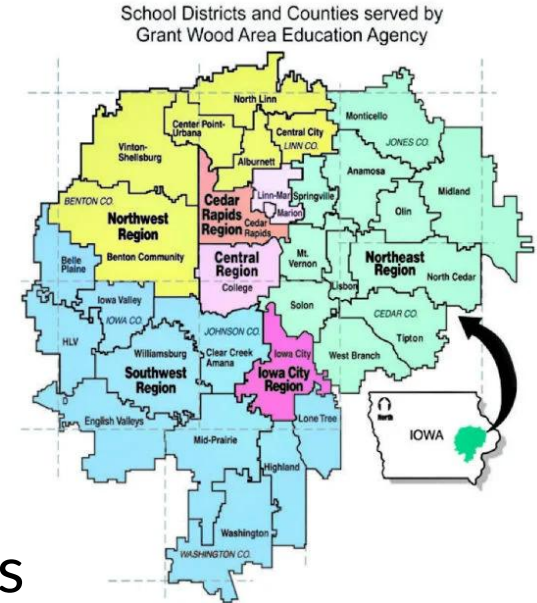 School Districts and Counties served by
Grant Wood Area Education Agency
North Linn
Monticello
Center Point-
Urbana
Central City
LINN CO.
JONES CO.
Vinton-
Shellsburg
Alburnett
Anamosa
Midland
BENTON CO.
Cedar
Rapids
Region
Linn-Mar
Springville
Marion
Olin
Northwest
Region
Cedar
Rapids
Benton Community
Central
Region
College
Mt.
Vernon
Northeast
Region
North Cedar
Belle
Plaine
Lisbon
Iowa Valley
IOWA CO.
Solon
CEDAR CO.
Tipton
HLV
Williamsburg
JOHNSON CO.
Clear Creek
Amana
Iowa City
West Branch
Southwest
Region
Iowa City
Region
English Valleys
Lone Tree
Mid-Prairie
North
IOWA
Highland
Washington
WASHINGTON CO.
s